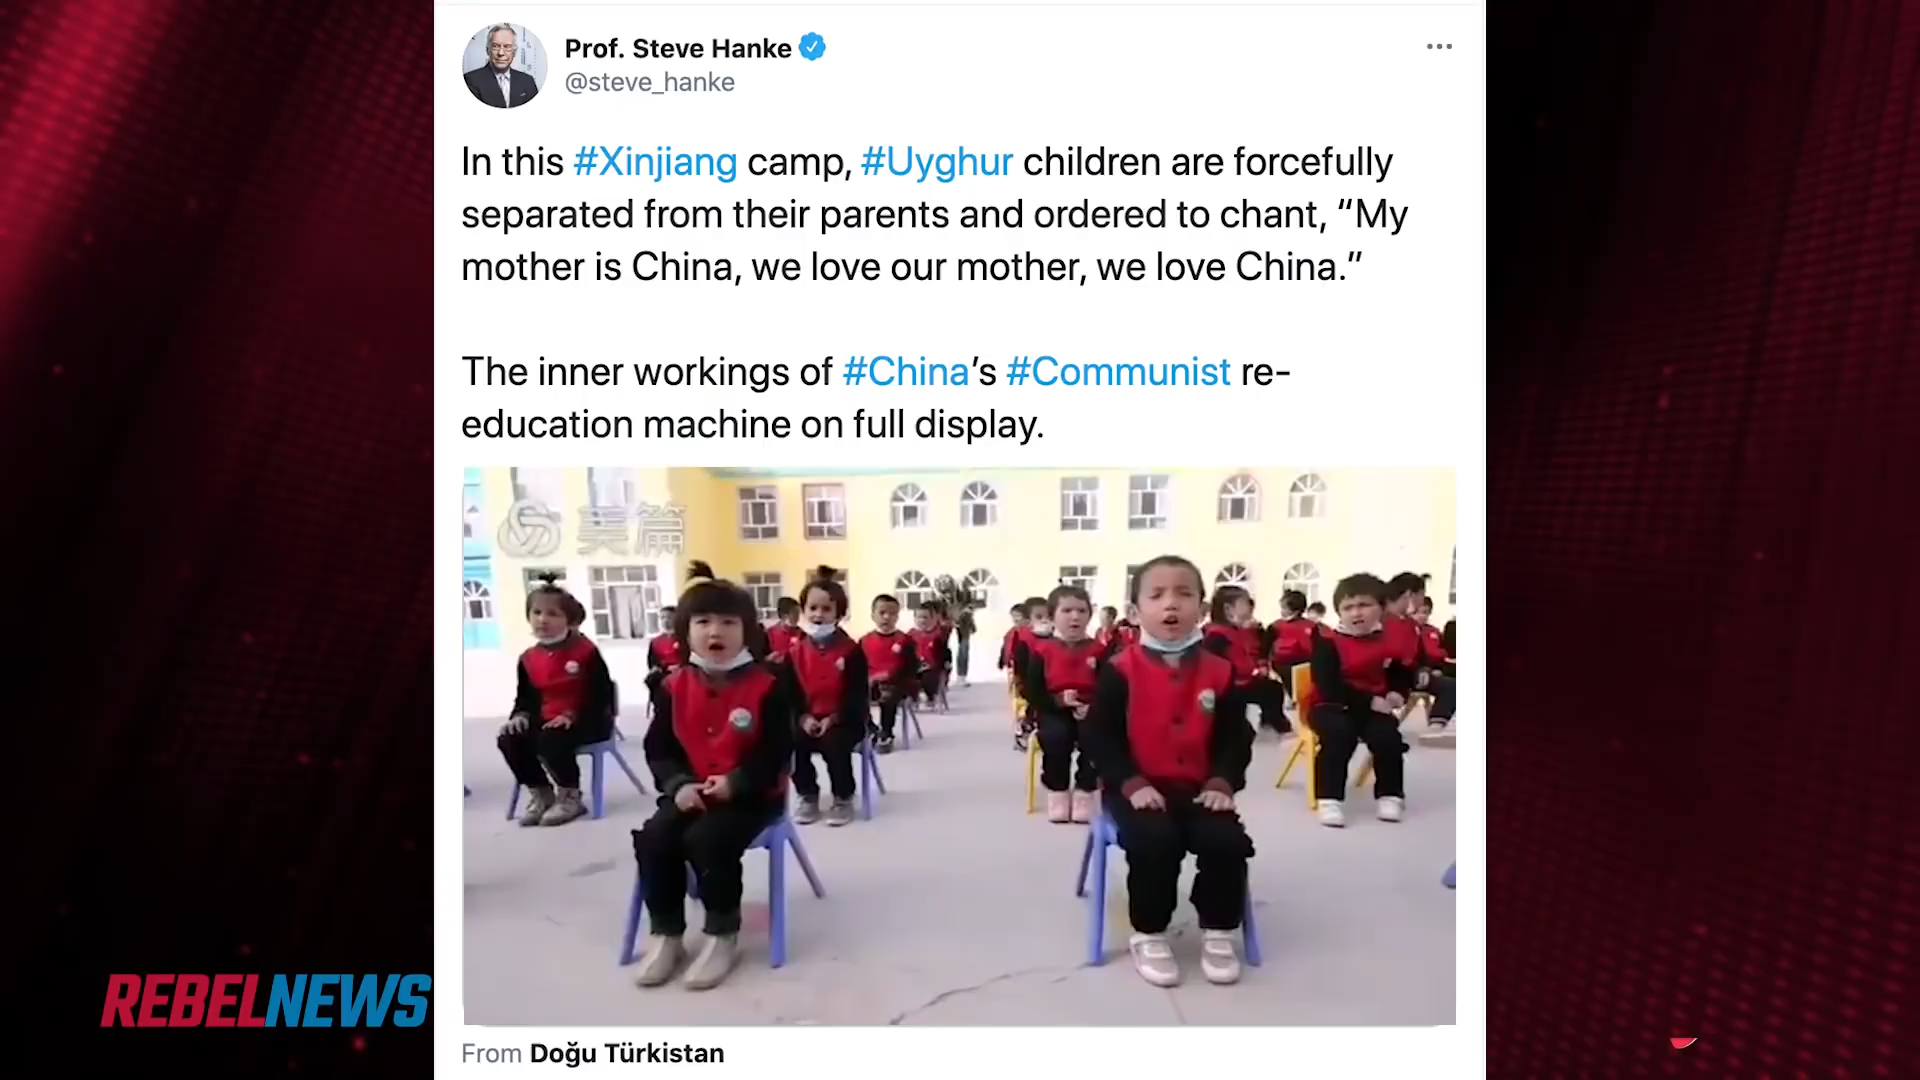 Prof. Steve Hanke
@steve_hanke
In this #Xinjiang camp, #Uyghur children are forcefully
separated from their parents and ordered to chant, “My
mother is China, we love our mother, we love China.”
The inner workings of #China’s #Communist re-
education machine on full display.
美篇
REBELNEWS
From Doğu Türkistan